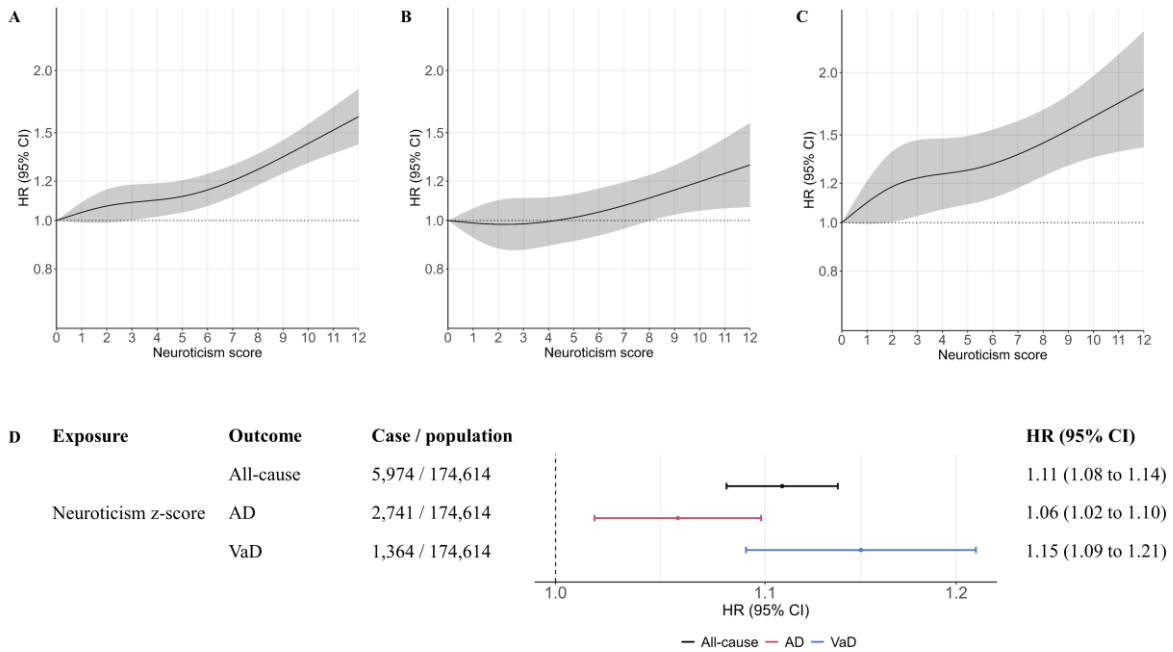 A
B
C
HR (95% CI)
2.0
1.5
1.2
1.0
0.8
0 1 2 3 4 5 6 7 8 9 10 11 12
Neuroticism score
HR (95% CI)
2.0
1.5
1.2
1.0
0.8
0 1 2 3 4 5 6 7 8 9 10 11 12
Neuroticism score
HR (95% CI)
2.0
1.5
1.2
1.0
0.8
0 1 2 3 4 5 6 7 8 9 10 11 12
Neuroticism score
D Exposure Outcome Case / population HR (95% CI)
All-cause 5,974 / 174,614 1.11 (1.08 to 1.14)
Neuroticism z-score AD 2,741 / 174,614 1.06 (1.02 to 1.10)
VaD 1,364 / 174,614 1.15 (1.09 to 1.21)
1.0 1.1 1.2
HR (95% CI)
All-cause AD VaD